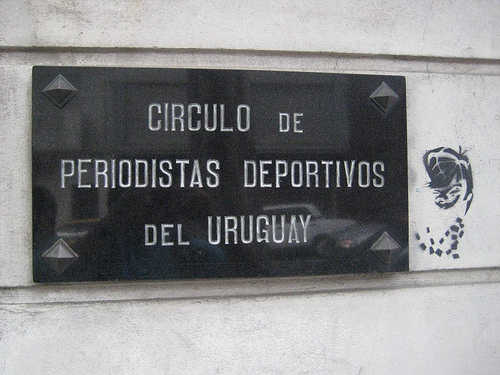 CIRCULO DE
PERIODISTAS DEPORTIVOS
DEL URUGUAY